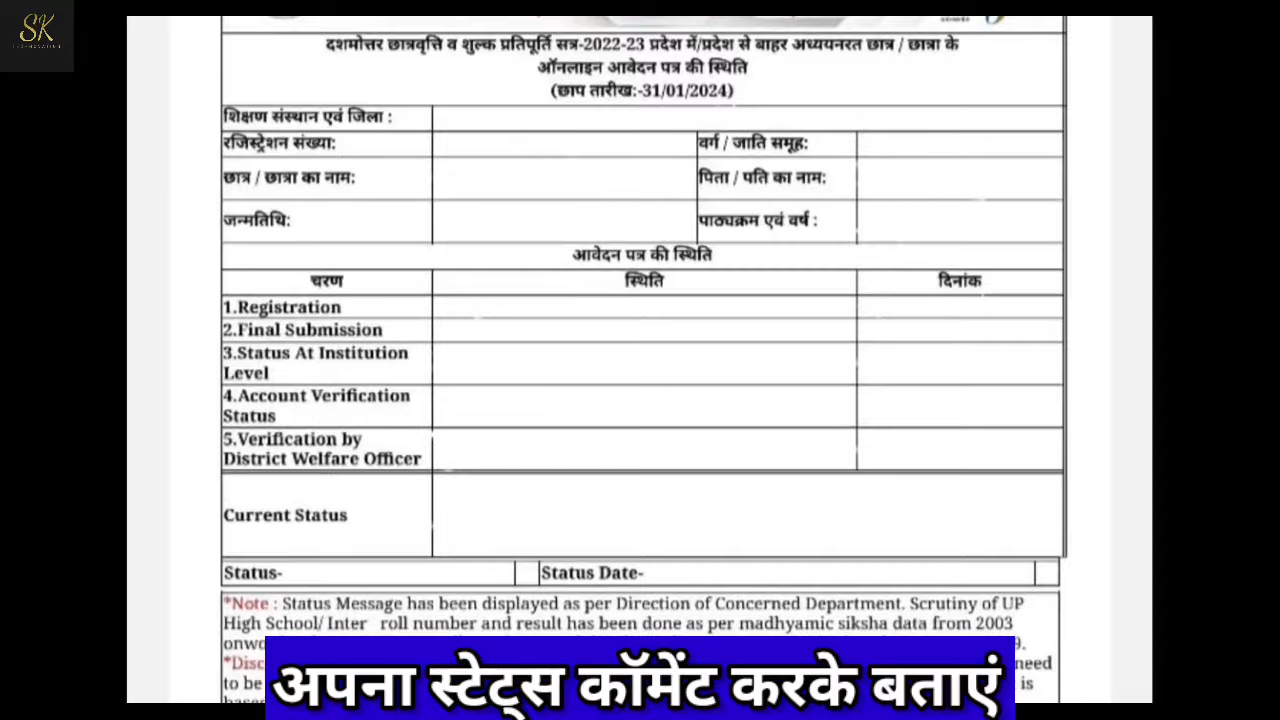 SK
दशमोत्तर छात्रवृत्ति व शुल्क प्रतिपूर्ति सत्र-2022-23 प्रदेश में/प्रदेश से बाहर अध्ययनरत छात्र / छात्रा के
ऑनलाइन आवेदन पत्र की स्थिति
(छाप तारीख:-31/01/2024)
शिक्षण संस्थान एवं जिला :
रजिस्ट्रेशन संख्या: वर्ग / जाति समूह:
छात्र / छात्रा का नाम: पिता / पति का नाम:
जन्मतिथि: पाठ्यक्रम एवं वर्ष :
आवेदन पत्र की स्थिति
चरण स्थिति दिनांक
1.Registration
2.Final Submission
3.Status At Institution
Level
4.Account Verification
Status
5.Verification by
District Welfare Officer
Current Status
Status- Status Date-
*Note : Status Message has been displayed as per Direction of Concerned Department. Scrutiny of UP
High School/ Inter roll number and result has been done as per madhyamic siksha data from 2003
need
to be is
अपना स्टेट्स कॉमेंट करके बताएं